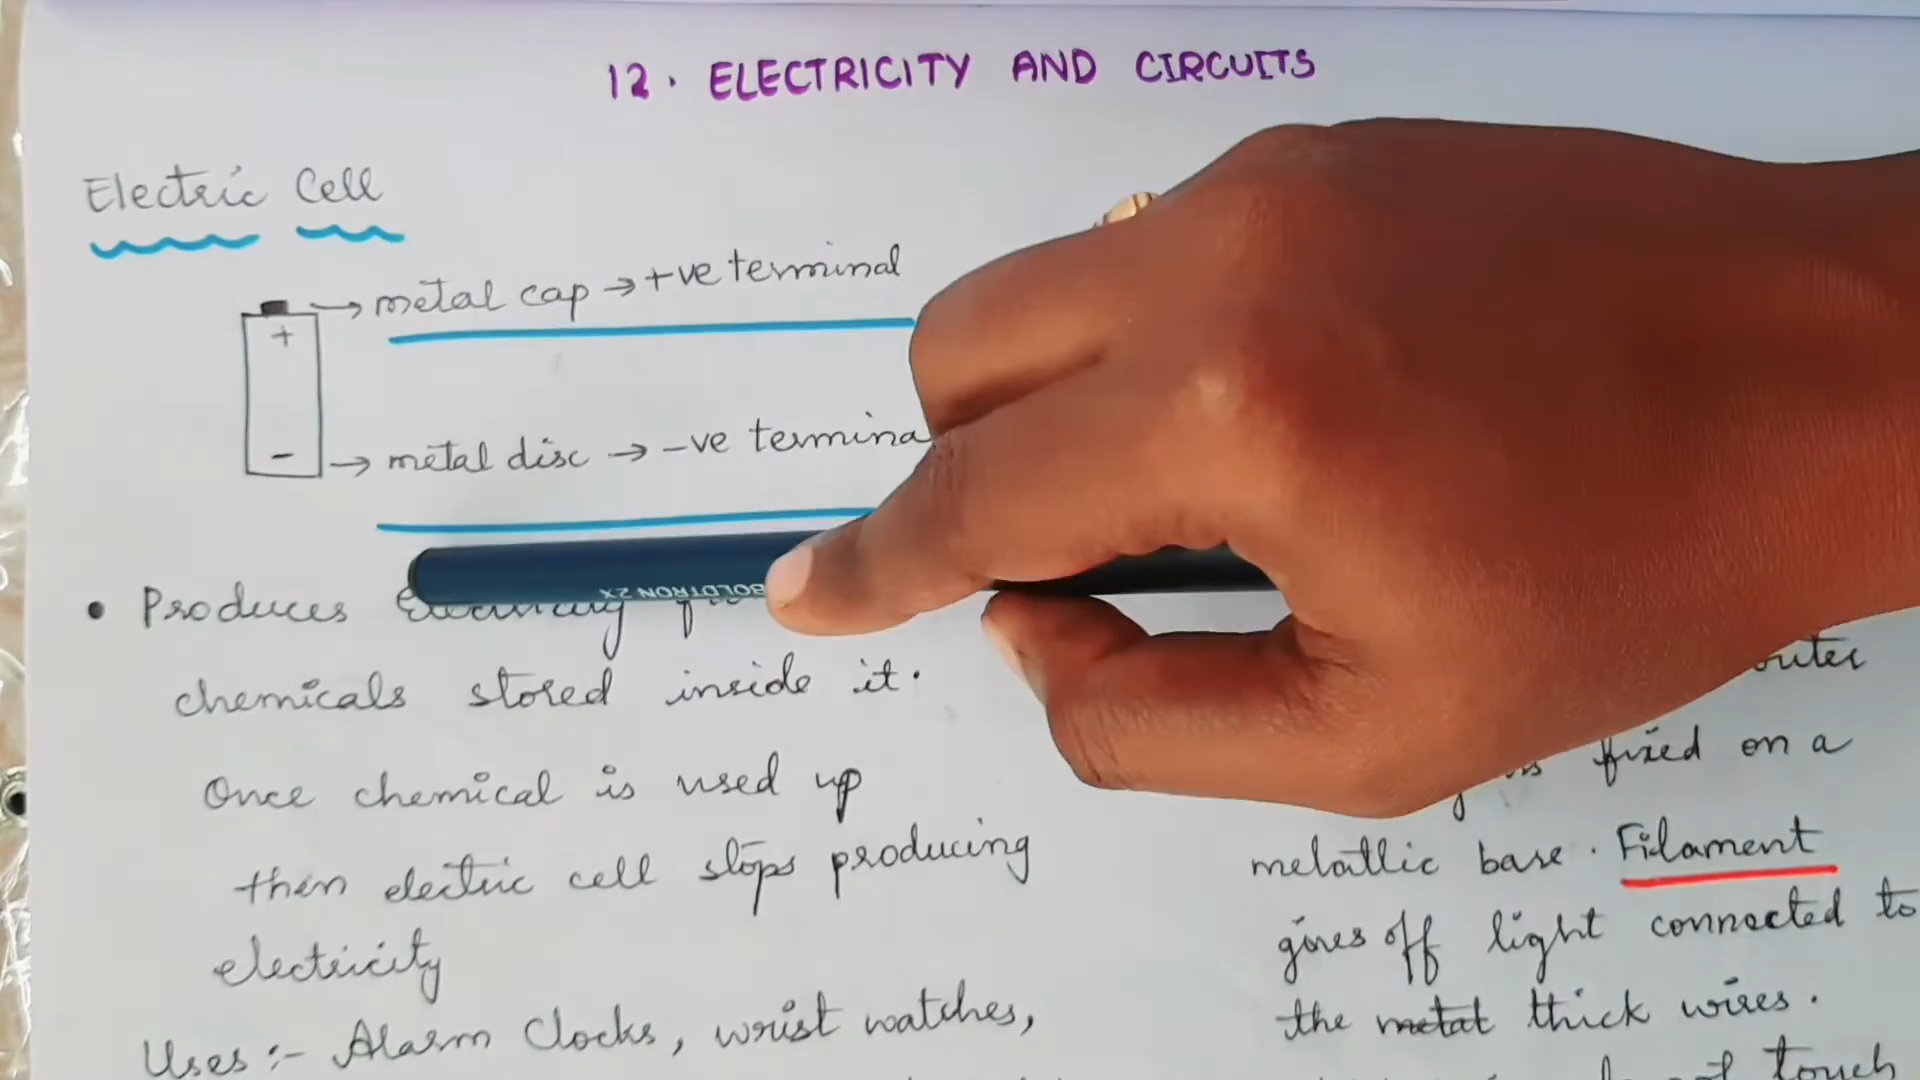 12. ELECTRICITY AND CIRCUITS
Electric Cell
metal cap → +ve terminal
+
metal disc → -ve termina
-
BOLDTRON 2X
• Produces
chemicals stored inside it.
Once chemical is used up
then electric cell stops producing
electricity
Uses :- Alarm Clocks, wrist watches,
outer
fixed on a
metallic base. Filament
gives off light connected to
the metal thick wires.
touch